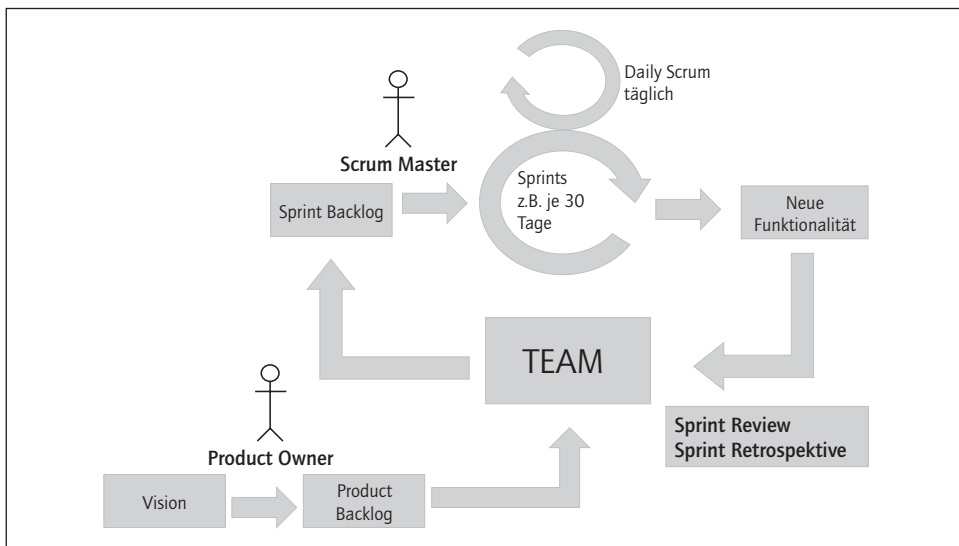 Daily Scrum
täglich
Scrum Master
Sprint Backlog
Sprints
z.B. je 30
Tage
Neue
Funktionalität
TEAM
Sprint Review
Sprint Retrospektive
Product Owner
Vision
Product
Backlog